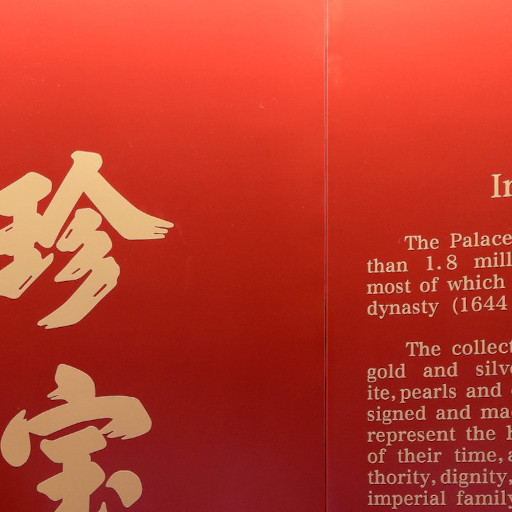 珍
宝
In
The Palace
than 1.8 mill
most of which
dynasty (1644
The collect
gold and silv
ite, pearls and
signed and ma
represent the
of their time, a
thority, dignity,
imperial family